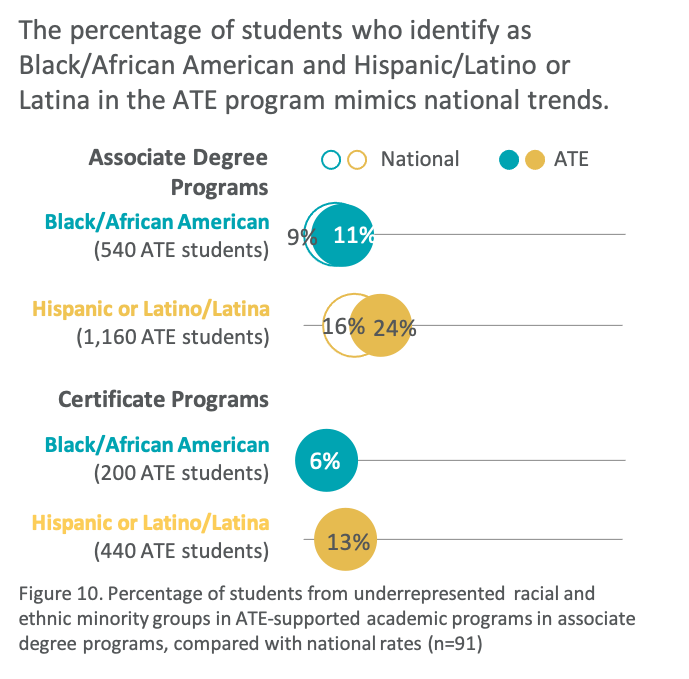 The percentage of students who identify as
Black/African American and Hispanic/Latino or
Latina in the ATE program mimics national trends.
Associate Degree
Programs
National
ATE
Black/African American
(540 ATE students)
9%
11%
Hispanic or Latino/Latina
(1,160 ATE students)
16%
24%
Certificate Programs
Black/African American
(200 ATE students)
6%
Hispanic or Latino/Latina
(440 ATE students)
13%
Figure 10. Percentage of students from underrepresented racial and
ethnic minority groups in ATE-supported academic programs in associate
degree programs, compared with national rates (n=91)